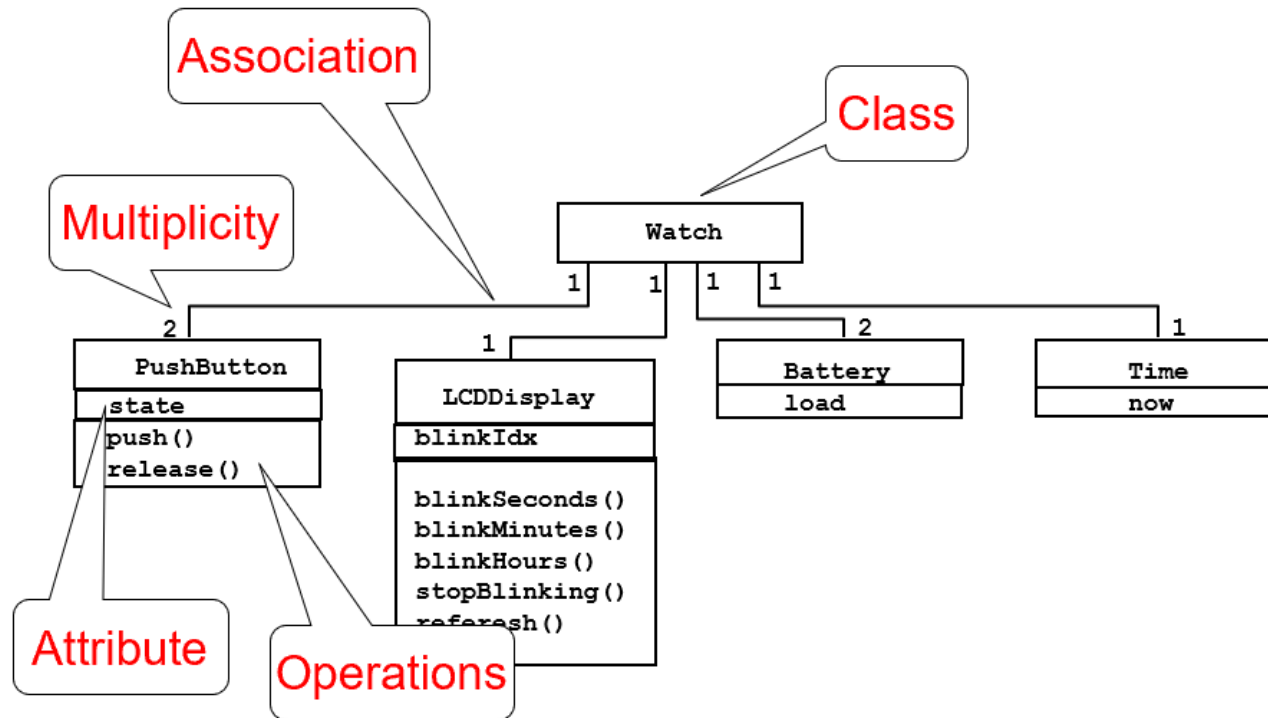 Association
Class
Multiplicity
Watch
1
1
1
1
2
1
2
1
PushButton
state
push()
release()
LCDDisplay
blinkIdx
blinkSeconds()
blinkMinutes()
blinkHours()
stopBlinking()
referesh()
Battery
load
Time
now
Attribute
Operations